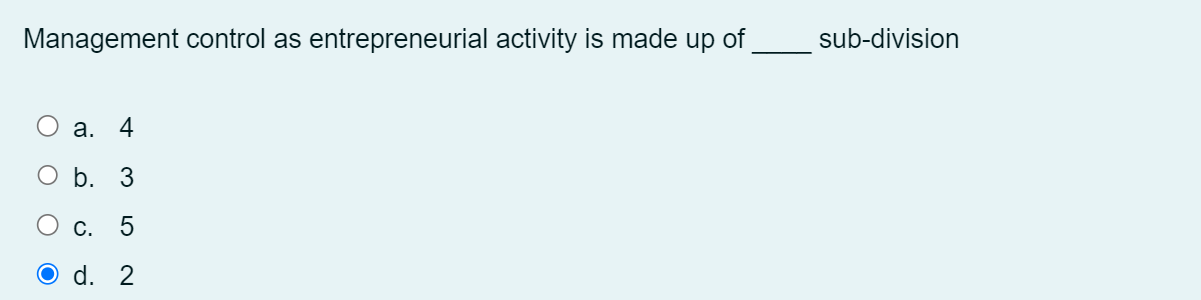 Management control as entrepreneurial activity is made up of ____ sub-division
a. 4
b. 3
c. 5
d. 2